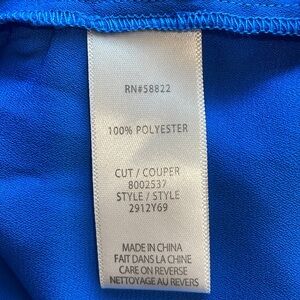 RN#58822
100% POLYESTER
CUT / COUPER
8002537
STYLE / STYLE
2912Y69
MADE IN CHINA
FAIT DANS LA CHINE
CARE ON REVERSE
NETTOYAGE AU REVERS